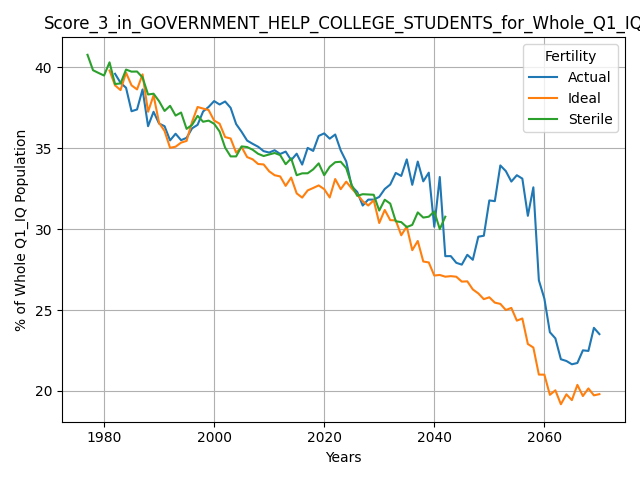 Score_3_in_GOVERNMENT_HELP_COLLEGE_STUDENTS_for_Whole_Q1_IQ
Fertility
Actual
Ideal
Sterile
% of Whole Q1_IQ Population
40
35
30
25
20
1980
2000
2020
2040
2060
Years